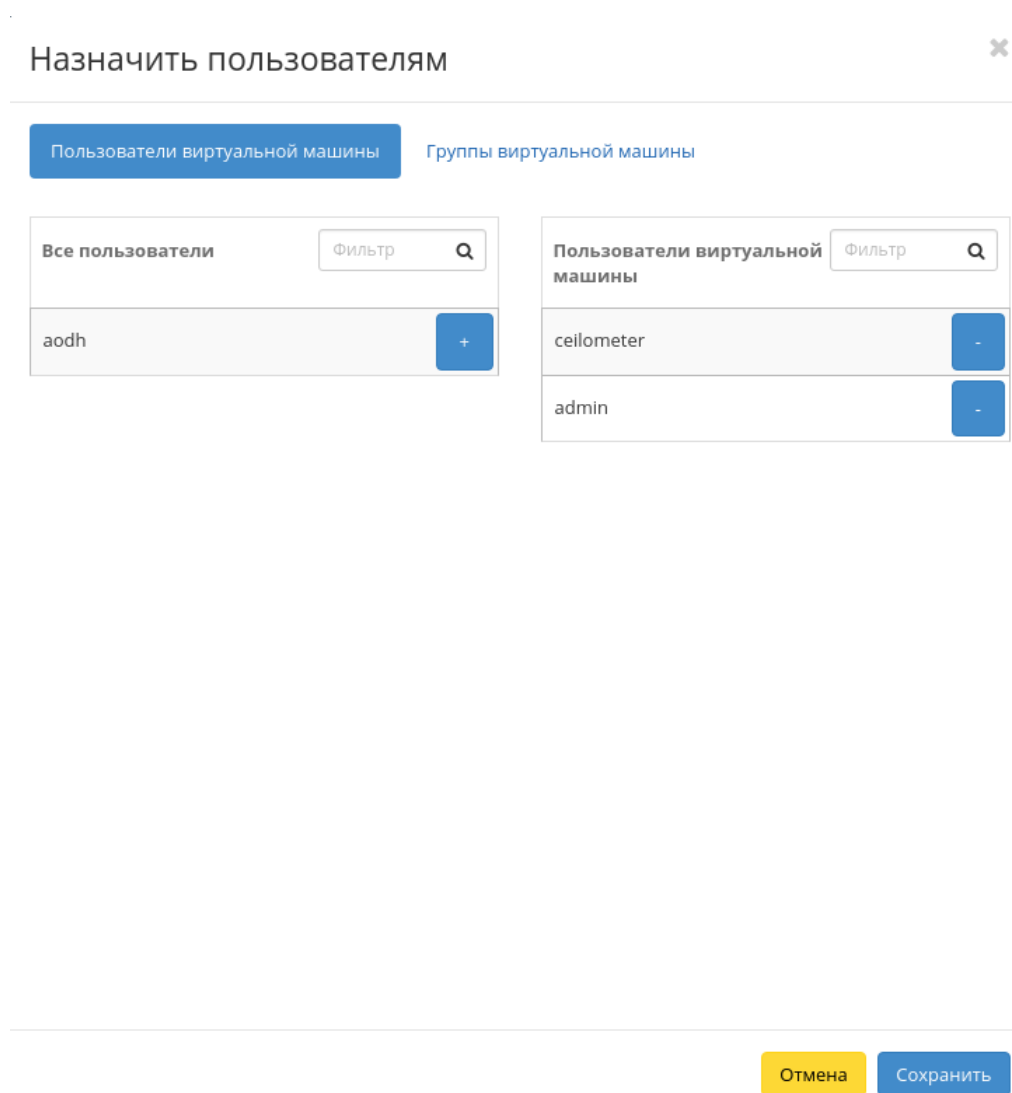 Назначить пользователям
Пользователи виртуальной машины
Группы виртуальной машины
Все пользователи
Фильтр
aodh
+
Пользователи виртуальной
машины
Фильтр
ceilometer
-
admin
-
Отмена
Сохранить